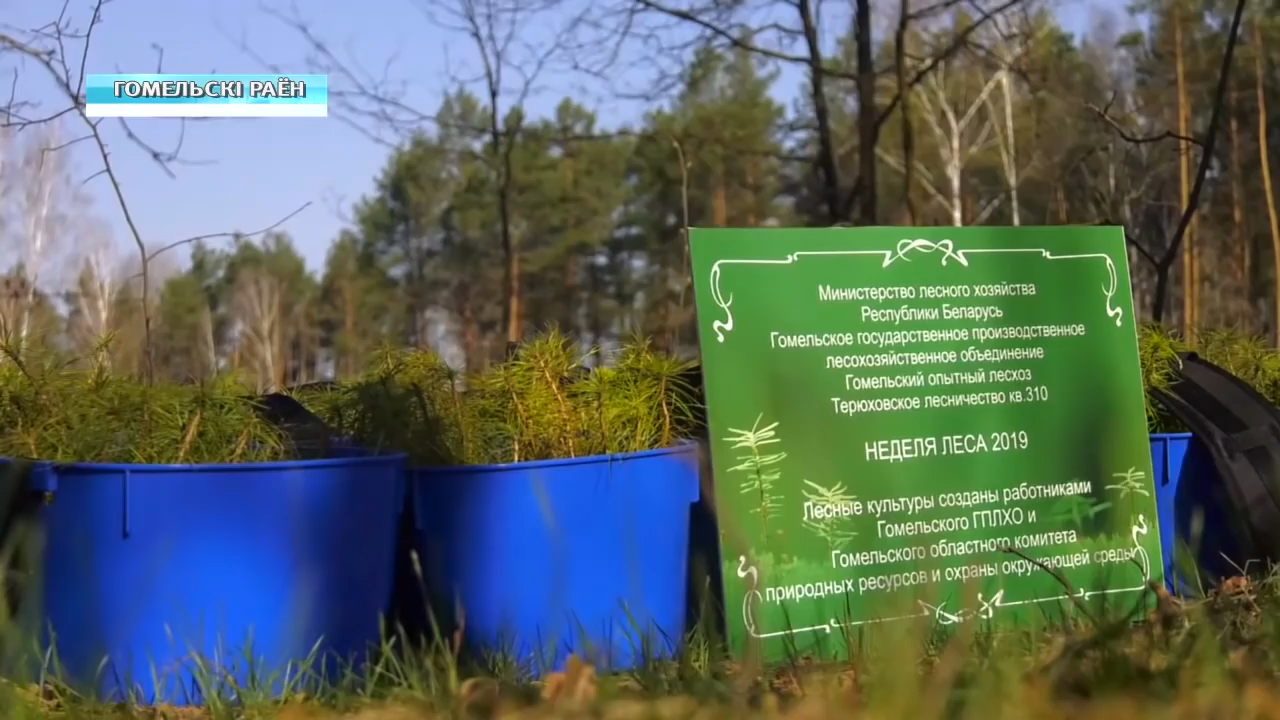 ГОМЕЛЬСКІ РАЁН
Министерство лесного хозяйства
Республики Беларусь
Гомельское государственное производственное
лесохозяйственное объединение
Гомельский опытный лесхоз
Терюховское лесничество кв.310
НЕДЕЛЯ ЛЕСА 2019
Лесные культуры созданы работниками
Гомельского ГПЛХО и
Гомельского областного комитета
природных ресурсов и охраны окружающей среды